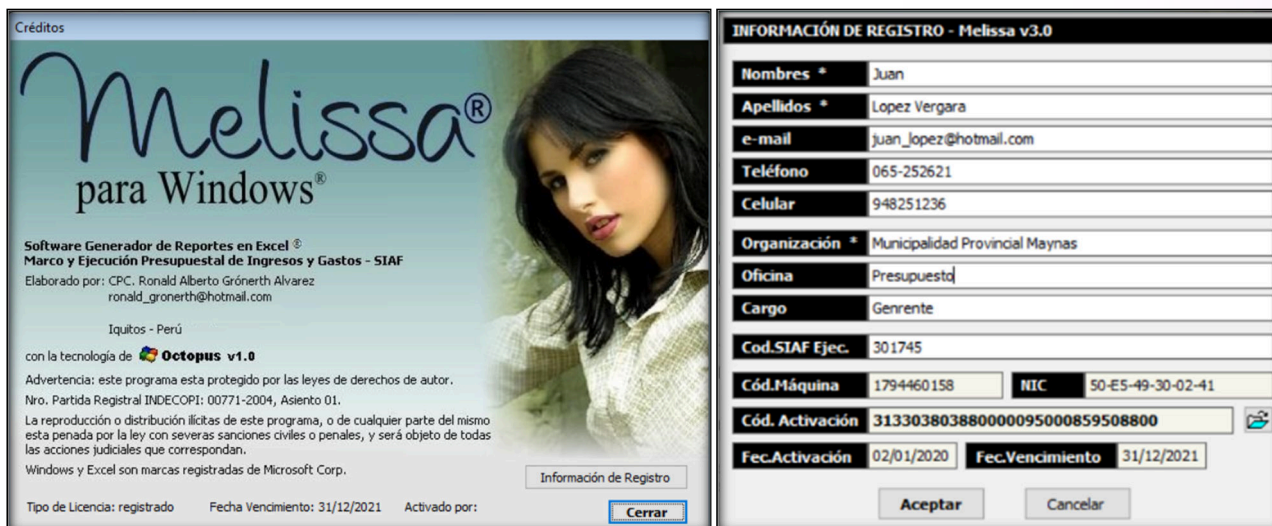 Créditos
Melissa®
para Windows®
Software Generador de Reportes en Excel ®
Marco y Ejecución Presupuestal de Ingresos y Gastos - SIAF
Elaborado por: CPC. Ronald Alberto Grónerth Alvarez
ronald_gronerth@hotmail.com
Iquitos - Perú
con la tecnología de Octopus v1.0
Advertencia: este programa esta protegido por las leyes de derechos de autor.
Nro. Partida Registral INDECOPI: 00771-2004, Asiento 01.
La reproducción o distribución ilícitas de este programa, o de cualquier parte del mismo
esta penada por la ley con severas sanciones civiles o penales, y será objeto de todas
las acciones judiciales que correspondan.
Windows y Excel son marcas registradas de Microsoft Corp.
Información de Registro
Tipo de Licencia: registrado Fecha Vencimiento: 31/12/2021 Activado por:
Cerrar
INFORMACIÓN DE REGISTRO - Melissa v3.0
Nombres * Juan
Apellidos * Lopez Vergara
e-mail juan_lopez@hotmail.com
Teléfono 065-252621
Celular 948251236
Organización * Municipalidad Provincial Maynas
Oficina Presupuesto
Cargo Genrente
Cod.SIAF Ejec. 301745
Cód.Máquina 1794460158 NIC 50-E5-49-30-02-41
Cód. Activación 313303803880000095000859508800
Fec.Activación 02/01/2020 Fec.Vencimiento 31/12/2021
Aceptar Cancelar